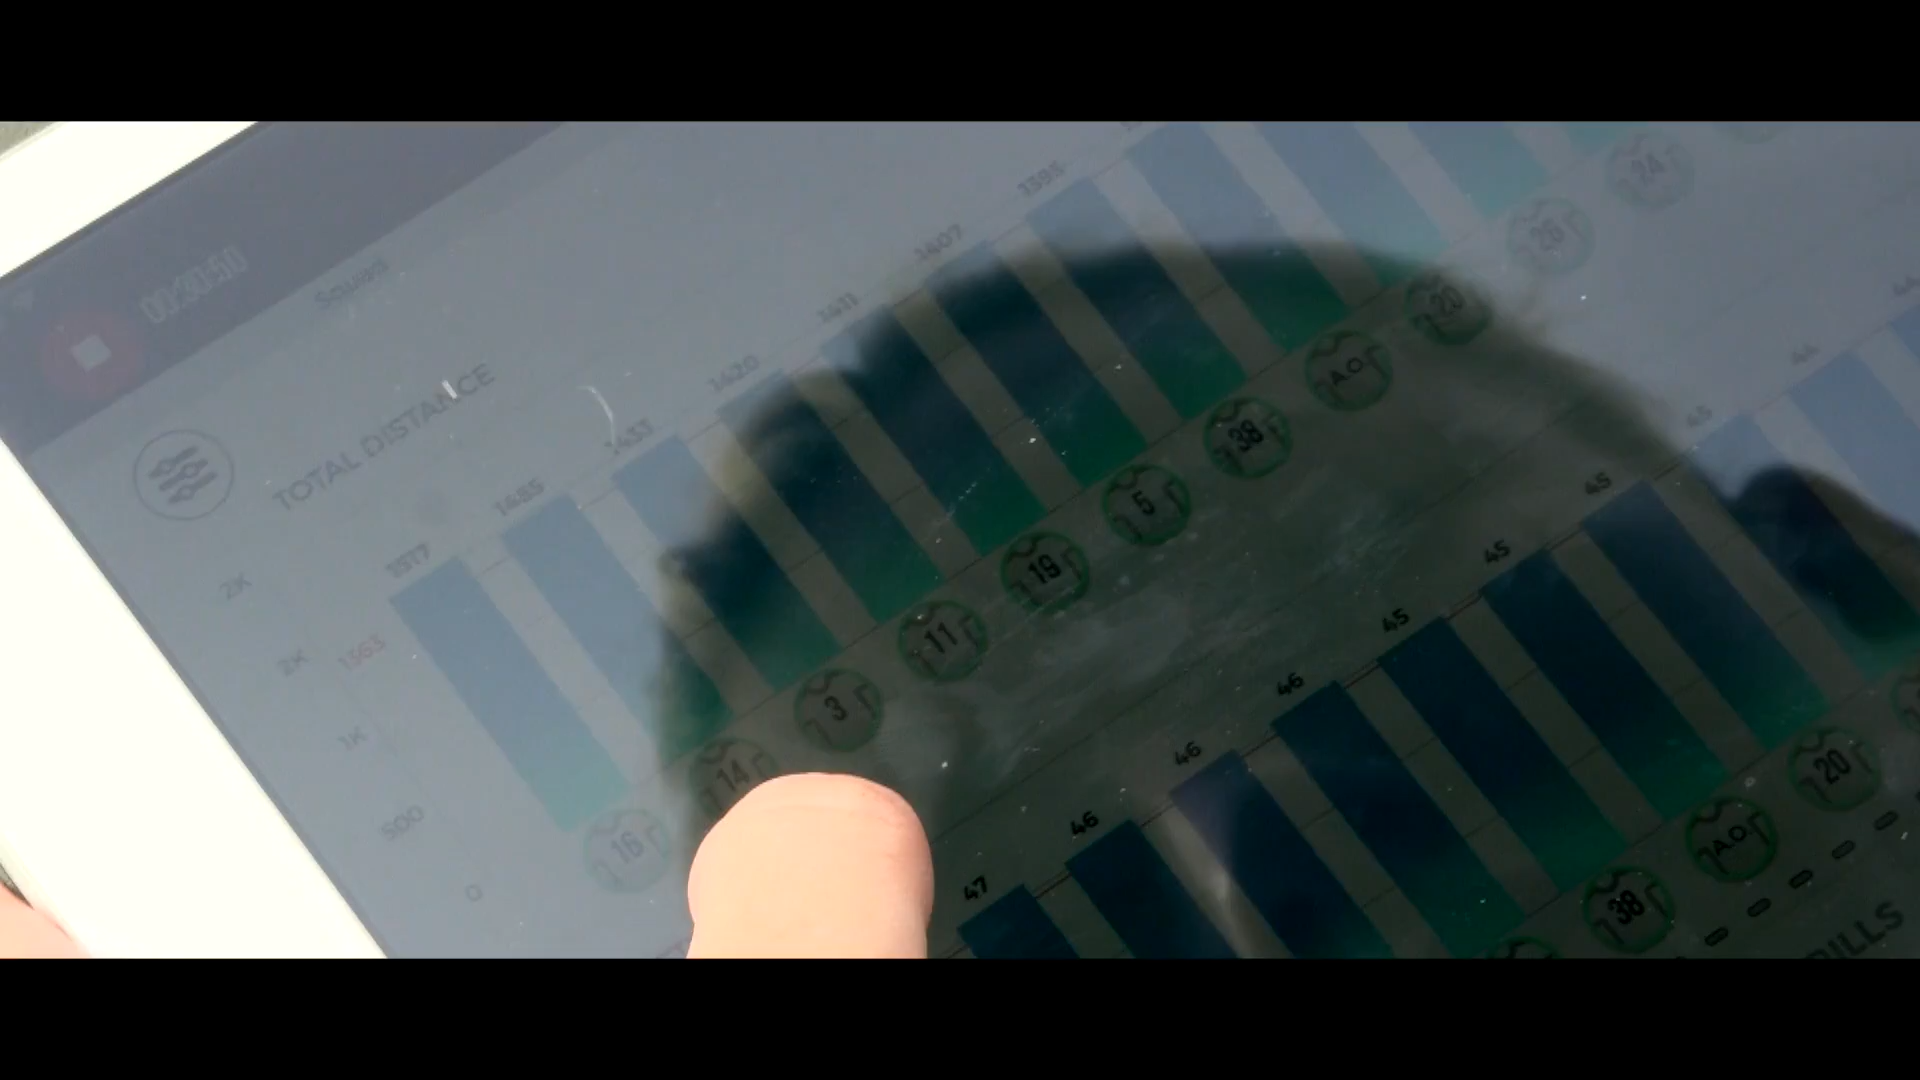 Squad
TOTAL DISTANCE
1517 1485 1433 1420 1411 1407 1395
2K
2K
1363
1K
500
0
16 14 3 11 19 5 38 A.O 20 26 24
47 46 46 46 45 45 45 45 44 44
38 A.O 20